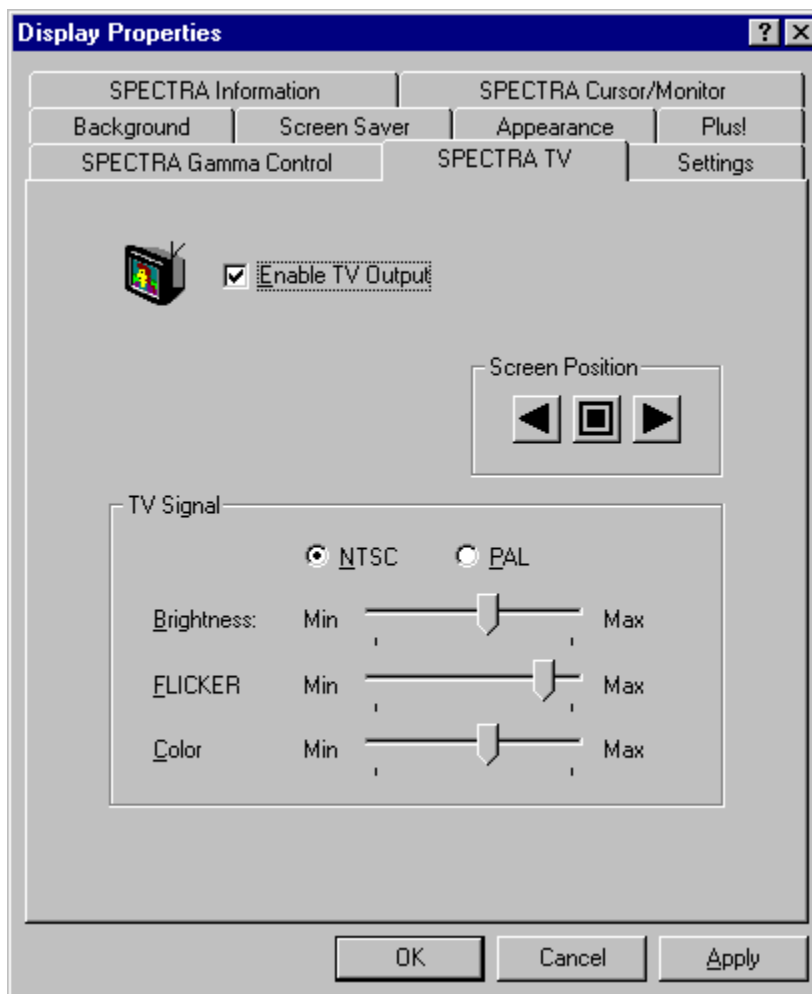 Display Properties
SPECTRA Information SPECTRA Cursor/Monitor
Background Screen Saver Appearance Plus!
SPECTRA Gamma Control SPECTRA TV Settings
Enable TV Output
Screen Position
TV Signal
NTSC PAL
Brightness: Min Max
FLICKER Min Max
Color Min Max
OK Cancel Apply